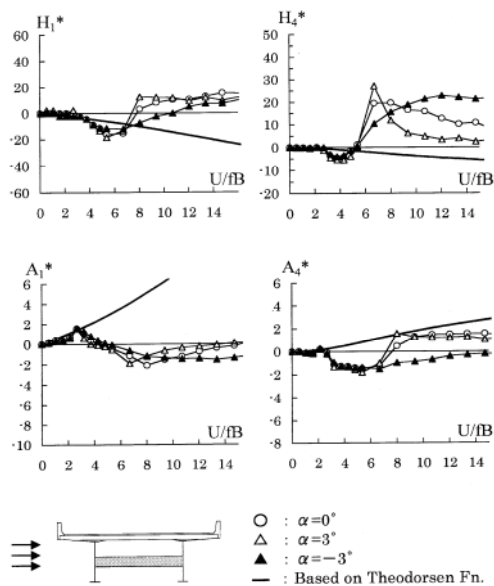 H₁*
60
40
20
0
-20
-40
-60
0 2 4 6 8 10 12 14
U/fB
H₄*
50
40
30
20
10
0
-10
-20
0 2 4 6 8 10 12 14
U/fB
A₁*
6
4
2
0
-2
-4
-6
-8
-10
0 2 4 6 8 10 12 14
U/fB
A₄*
6
4
2
0
-2
-4
-6
-8
0 2 4 6 8 10 12 14
U/fB
○ : α=0°
△ : α=3°
▲ : α=−3°
— : Based on Theodorsen Fn.